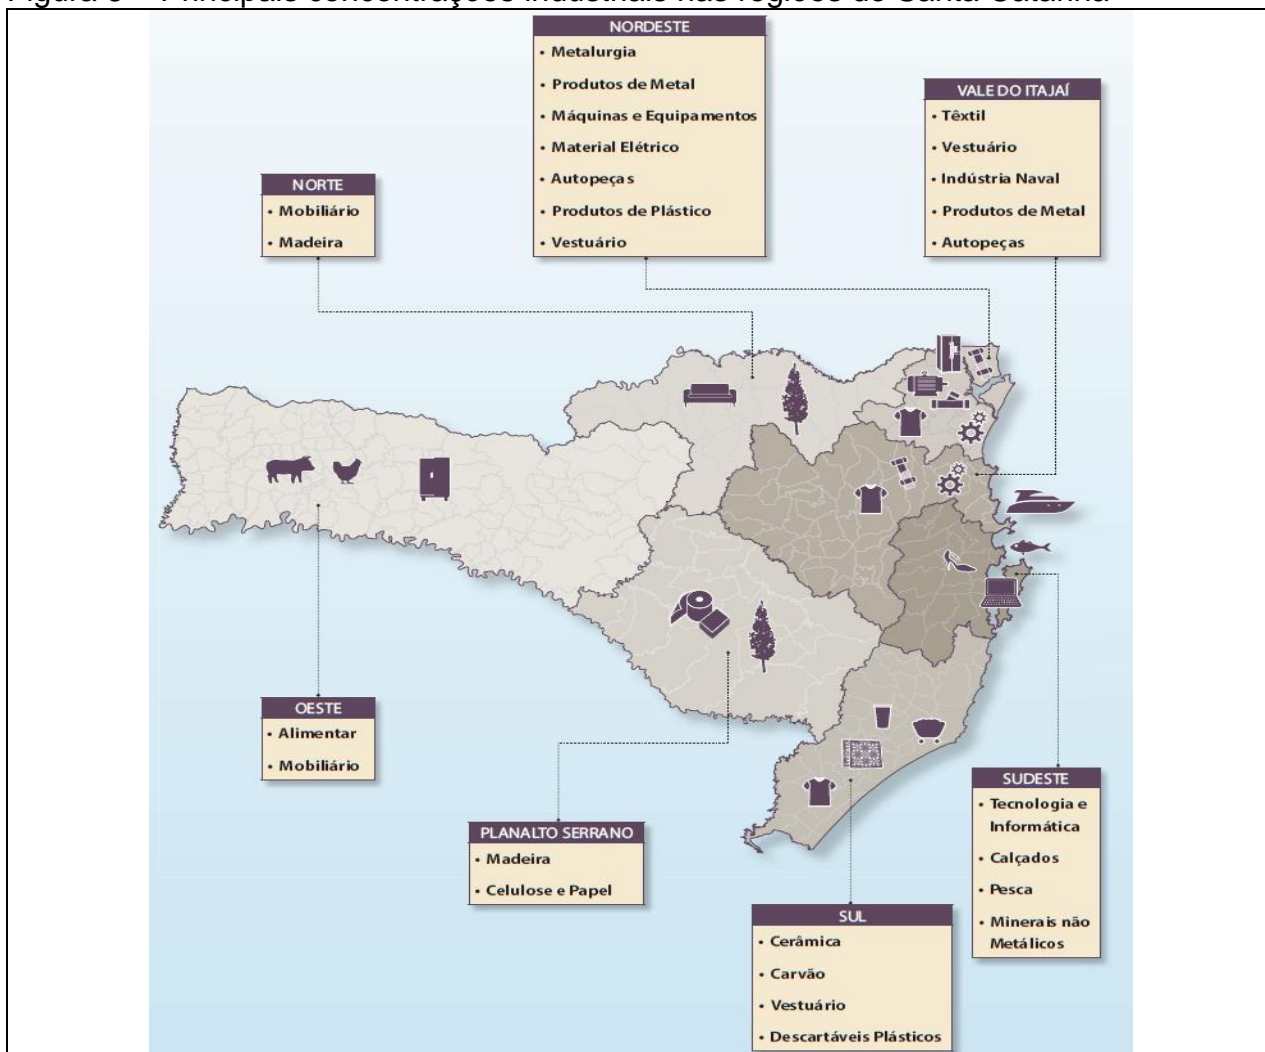 Figura 3 – Principais concentrações industriais nas regiões de Santa Catarina
NORDESTE
• Metalurgia
• Produtos de Metal
• Máquinas e Equipamentos
• Material Elétrico
• Autopeças
• Produtos de Plástico
• Vestuário
VALE DO ITAJAÍ
• Têxtil
• Vestuário
• Indústria Naval
• Produtos de Metal
• Autopeças
NORTE
• Mobiliário
• Madeira
OESTE
• Alimentar
• Mobiliário
PLANALTO SERRANO
• Madeira
• Celulose e Papel
SUDESTE
• Tecnologia e
Informática
• Calçados
• Pesca
• Minerais não
Metálicos
SUL
• Cerâmica
• Carvão
• Vestuário
• Descartáveis Plásticos